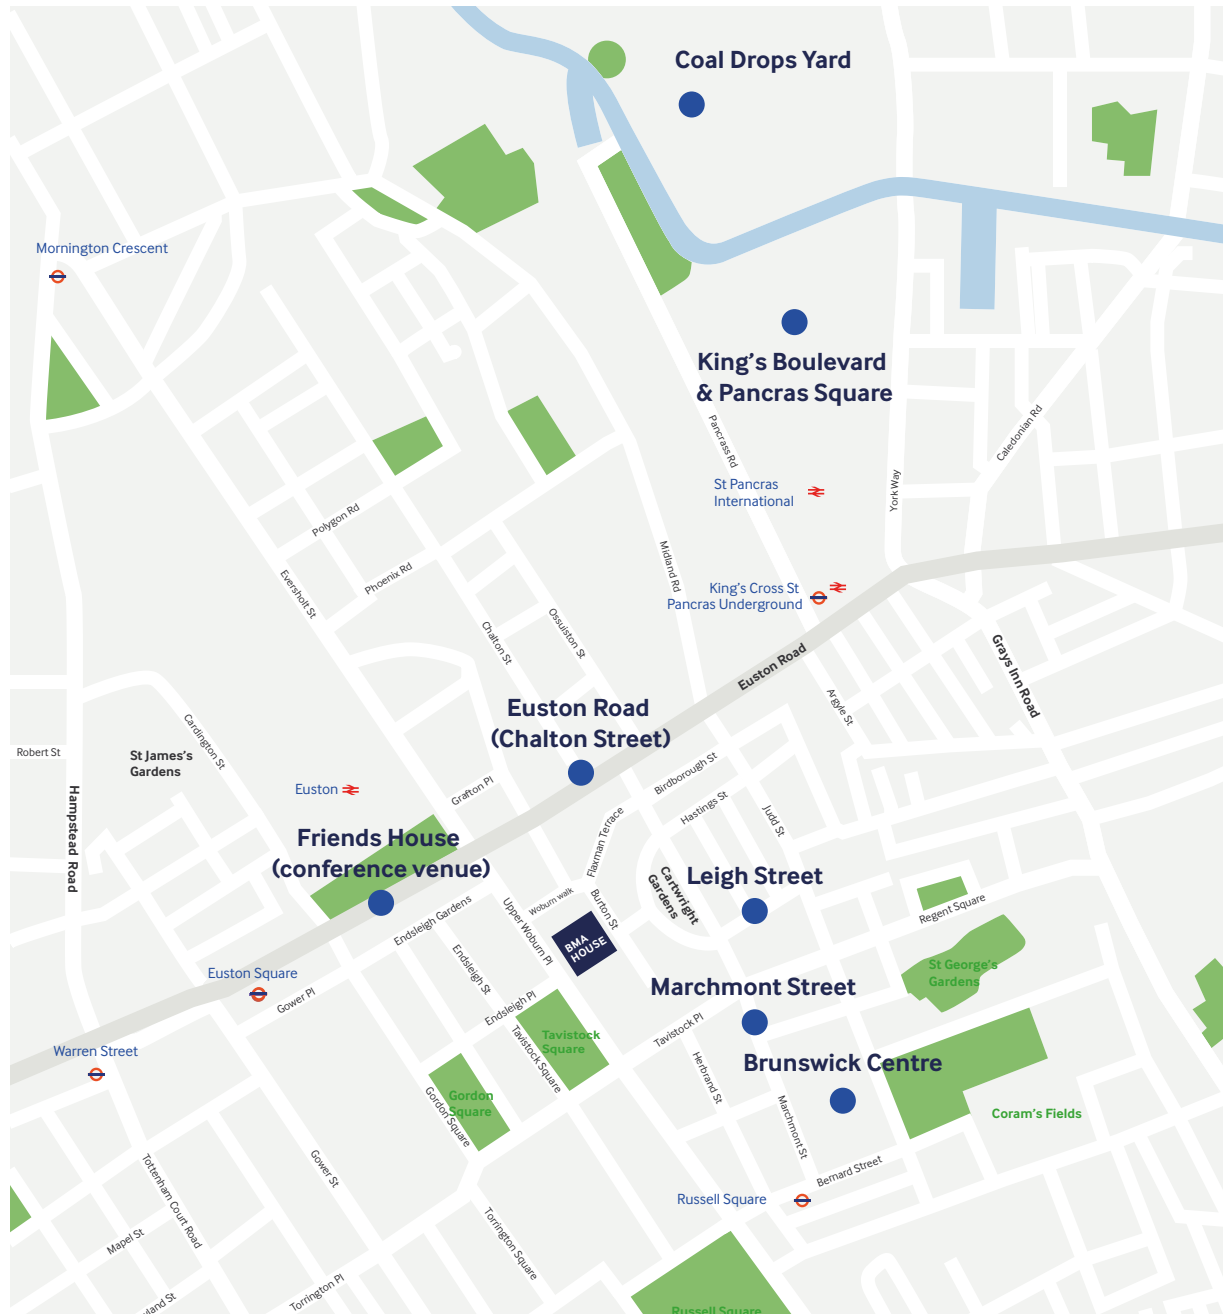 Coal Drops Yard
Mornington Crescent
King's Boulevard
& Pancras Square
Pancrass Rd
Caledonian Rd
St Pancras
International
York Way
Polygon Rd
Midland Rd
Phoenix Rd
Eversholt St
King's Cross St
Pancras Underground
Ossuiston St
Chalton St
Euston Road
Grays Inn Road
Argyle St
Euston Road
(Chalton Street)
Cardington St
Robert St
St James's
Gardens
Birdborough St
Euston
Grafton Pl
Hastings St
Judd St
Hampstead Road
Flaxman Terrace
Friends House
(conference venue)
Cartwright
Gardens
Leigh Street
Woburn walk
Burton St
Regent Square
Endsleigh Gardens
Upper Woburn Pl
BMA
HOUSE
Endsleigh St
St George's
Gardens
Euston Square
Gower Pl
Marchmont Street
Endsleigh Pl
Tavistock Pl
Tavistock
Square
Tavistock Square
Warren Street
Brunswick Centre
Herbrand St
Gordon
Square
Gordon Square
Marchmont St
Coram's Fields
Gower St
Tottenham Court Road
Bernard Street
Russell Square
Mapel St
Torrington Square
Torrington Pl
land St
Russell Square